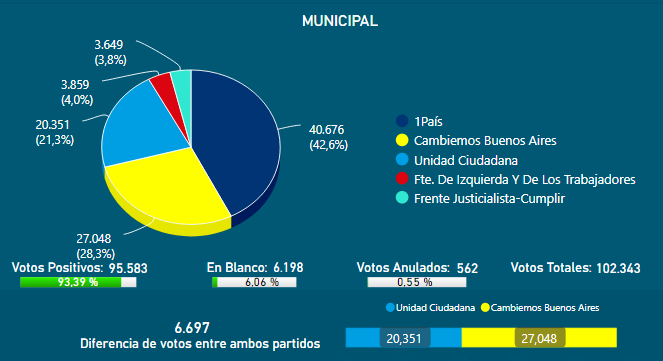 MUNICIPAL
3.649
(3,8%)
3.859
(4,0%)
20.351
(21,3%)
40.676
(42,6%)
27.048
(28,3%)
1País
Cambiemos Buenos Aires
Unidad Ciudadana
Fte. De Izquierda Y De Los Trabajadores
Frente Justicialista-Cumplir
Votos Positivos: 95.583
93,39 %
En Blanco: 6.198
6,06 %
Votos Anulados: 562
0,55 %
Votos Totales: 102.343
Unidad Ciudadana
Cambiemos Buenos Aires
6.697
Diferencia de votos entre ambos partidos
20,351
27,048